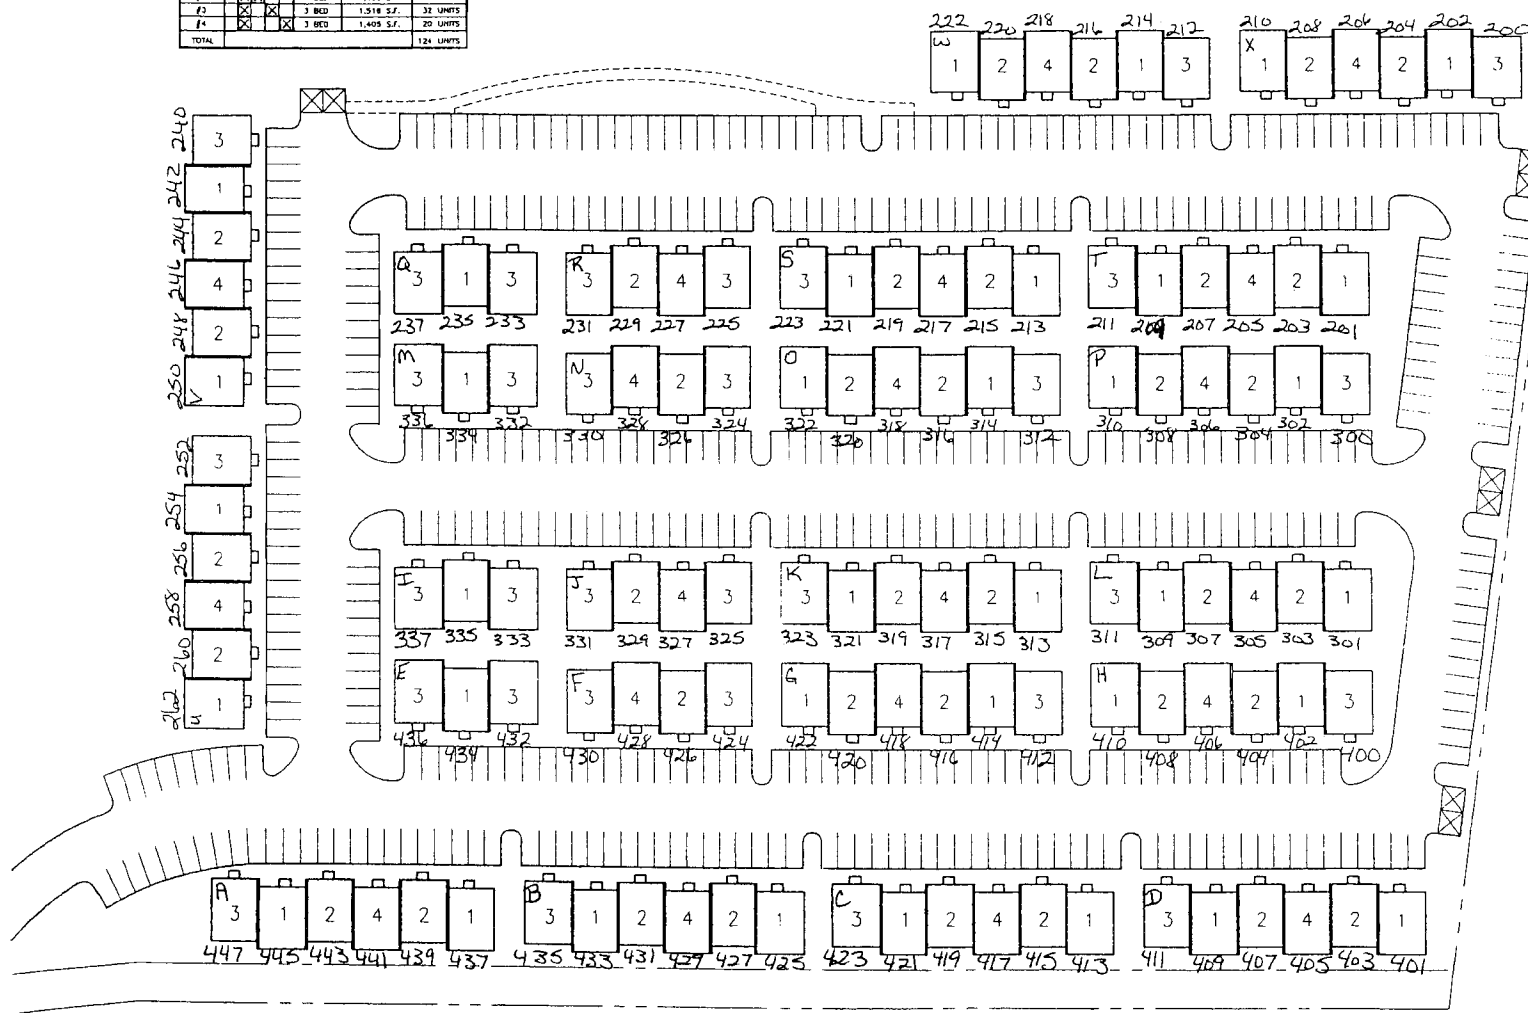 #3 3 BED 1,518 S.F. 32 UNITS
#4 3 BED 1,405 S.F. 20 UNITS
TOTAL 124 UNITS
222 220 218 216 214 212
W 1 2 4 2 1 3
210 208 206 204 202 200
X 1 2 4 2 1 3
240 3
242 1
244 2
246 4
248 2
250 1 V
252 3
254 1
256 2
258 4
260 2
262 1 U
Q 3 1 3
237 235 233
R 3 2 4 3
231 229 227 225
S 3 1 2 4 2 1
223 221 219 217 215 213
T 3 1 2 4 2 1
211 209 207 205 203 201
M 3 1 3
336 334 332
N 3 4 2 3
330 328 326 324
O 1 2 4 2 1 3
322 320 318 316 314 312
P 1 2 4 2 1 3
310 308 306 304 302 300
I 3 1 3
337 335 333
J 3 2 4 3
331 329 327 325
K 3 1 2 4 2 1
323 321 319 317 315 313
L 3 1 2 4 2 1
311 309 307 305 303 301
E 3 1 3
436 434 432
F 3 4 2 3
430 428 426 424
G 1 2 4 2 1 3
422 420 418 416 414 412
H 1 2 4 2 1 3
410 408 406 404 402 400
A 3 1 2 4 2 1
447 445 443 441 439 437
B 3 1 2 4 2 1
435 433 431 429 427 425
C 3 1 2 4 2 1
423 421 419 417 415 413
D 3 1 2 4 2 1
411 409 407 405 403 401